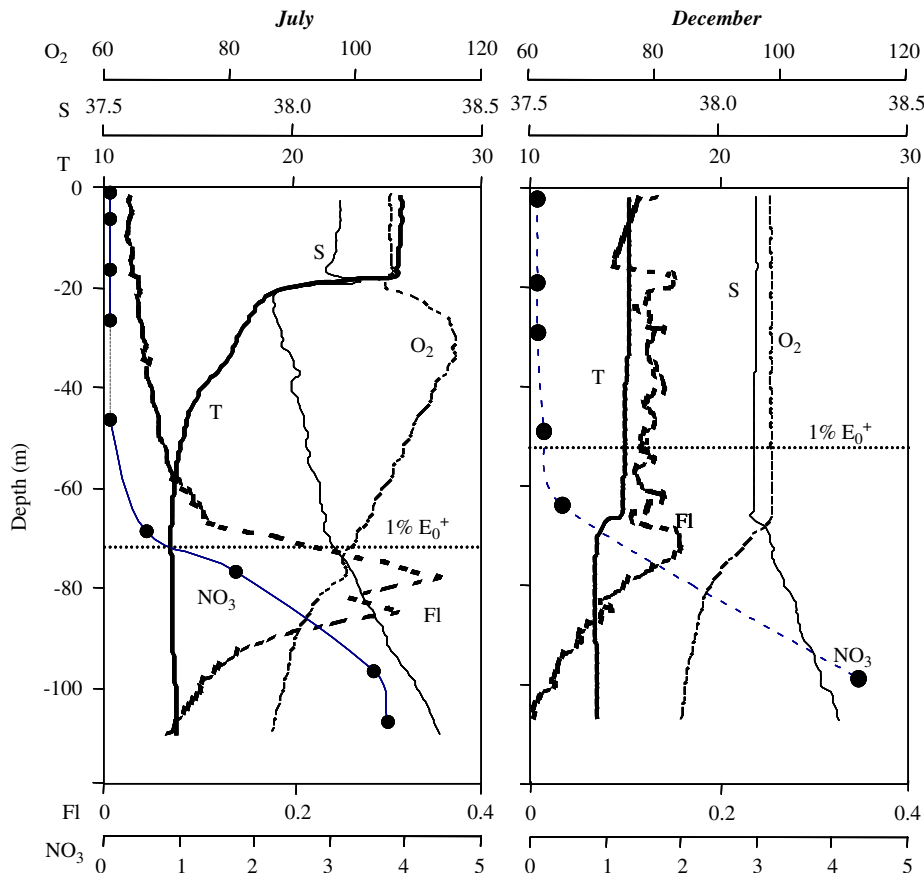 July December
O2 60 80 100 120 60 80 100 120
S 37.5 38.0 38.5 37.5 38.0 38.5
T 10 20 30 10 20 30
0
S
-20
S
O2
O2
T
-40
T
1% E0+
Depth (m)
-60
1% E0+
Fl
NO3
-80
Fl
NO3
-100
Fl 0 0.2 0.4 0 0.2 0.4
NO3 0 1 2 3 4 5 0 1 2 2 3 4 5